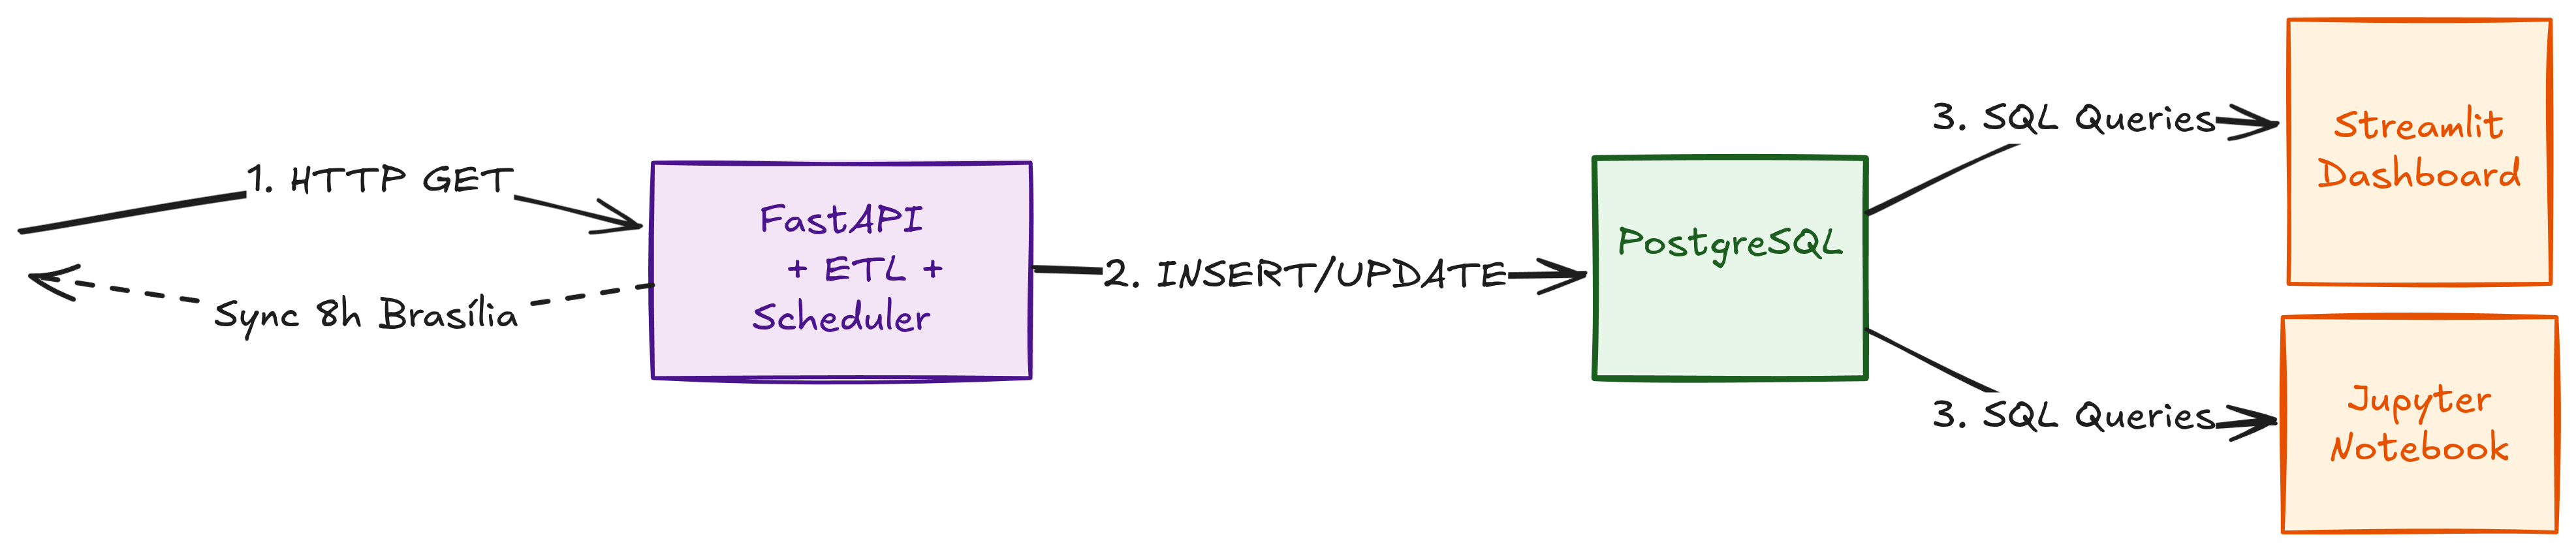 1. HTTP GET
Sync 8h Brasília
FastAPI
+ ETL +
Scheduler
2. INSERT/UPDATE
PostgreSQL
3. SQL Queries
Streamlit
Dashboard
3. SQL Queries
Jupyter
Notebook